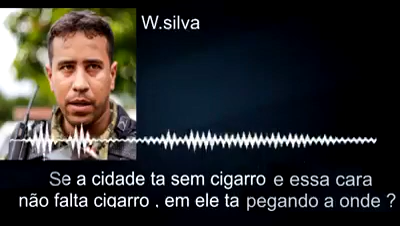 W.silva
Se a cidade ta sem cigarro e essa cara
não falta cigarro , em ele ta pegando a onde ?